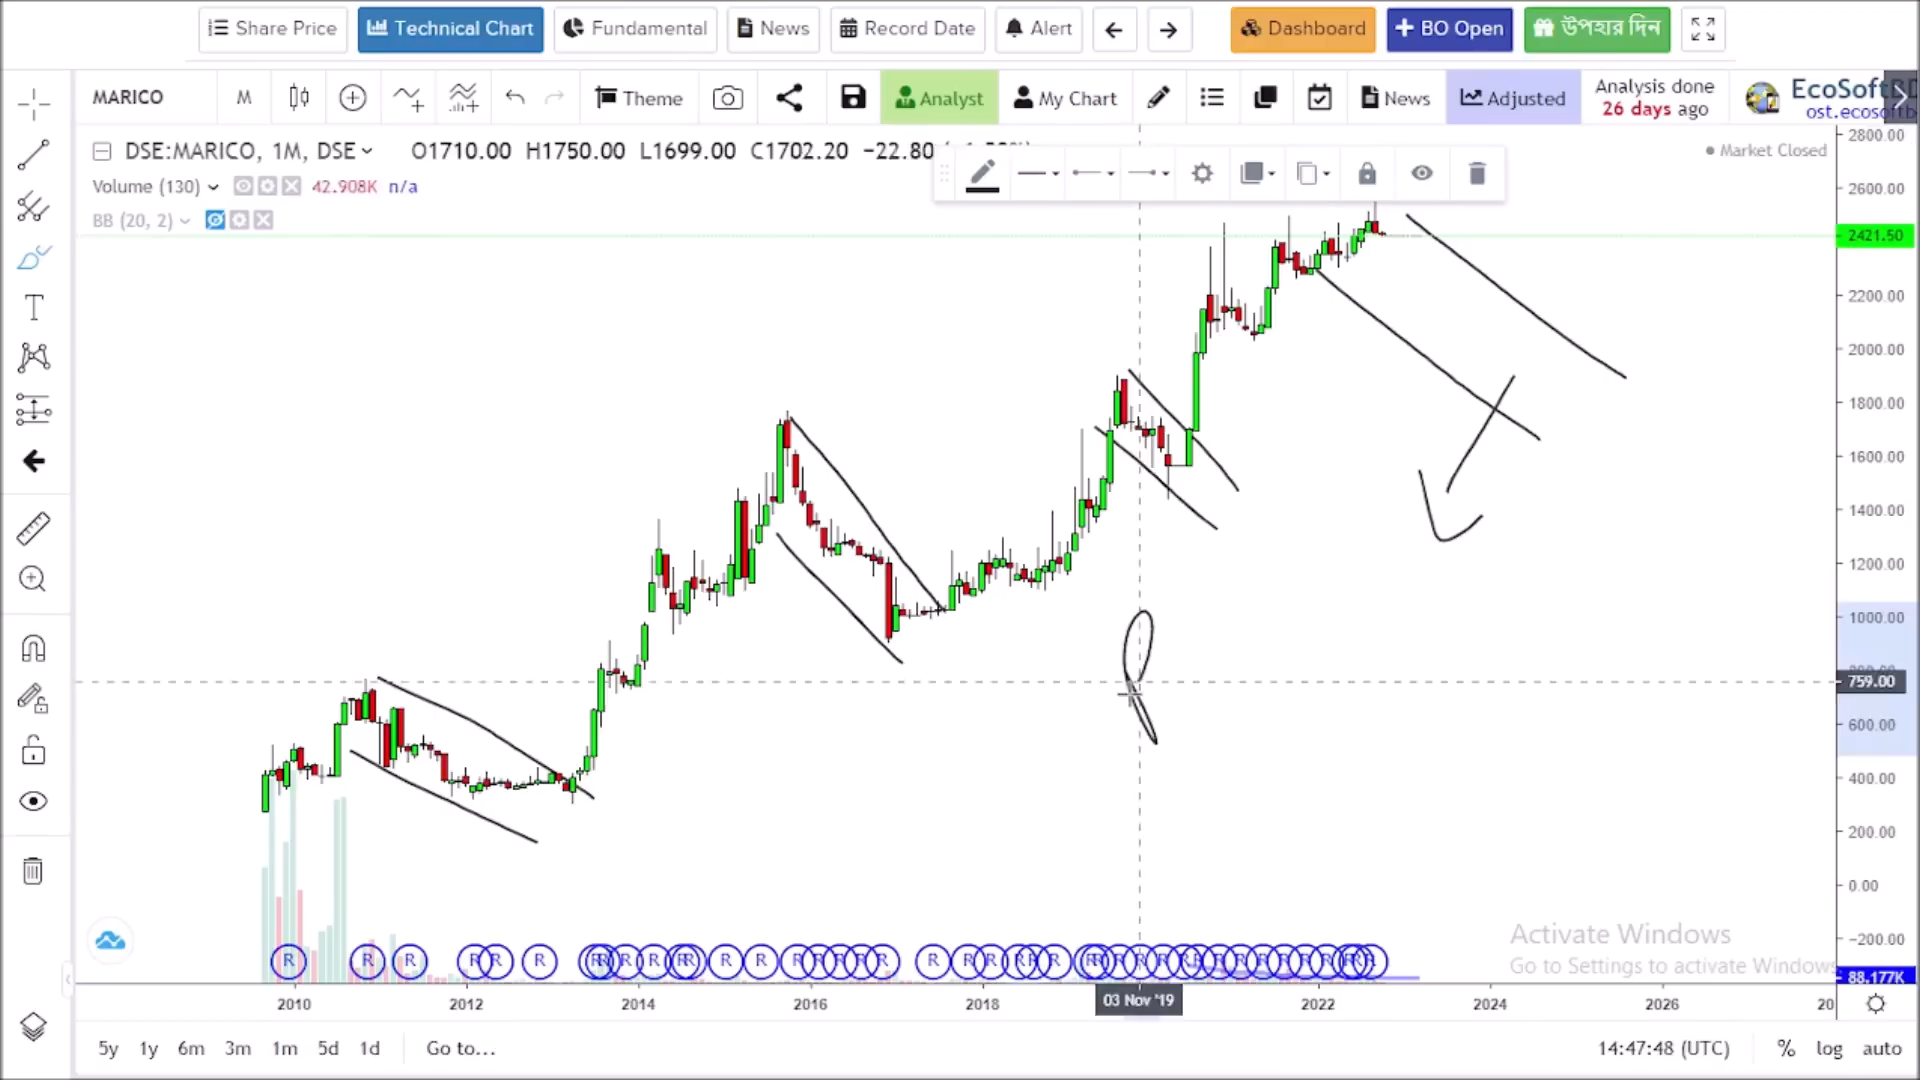 Share Price Technical Chart Fundamental News Record Date Alert Dashboard BO Open উপহার দিন
MARICO M Theme Analyst My Chart News Adjusted Analysis done
26 days ago
EcoSoftBD
DSE:MARICO, 1M, DSE O1710.00 H1750.00 L1699.00 C1702.20 −22.80
Market Closed
Volume (130) 42.908K n/a
BB (20, 2)
2800.00
2600.00
2421.50
2200.00
2000.00
1800.00
1600.00
1400.00
1200.00
1000.00
759.00
600.00
400.00
200.00
0.00
−200.00
88.177K
Activate Windows
Go to Settings to activate Windows
R R R R R R R R R R R R R R R R R R R R R R R R R R R R R R R R R R R R R R R R R R R
2010 2012 2014 2016 2018 03 Nov '19 2022 2024 2026 20
5y 1y 6m 3m 1m 5d 1d Go to... 14:47:48 (UTC) % log auto